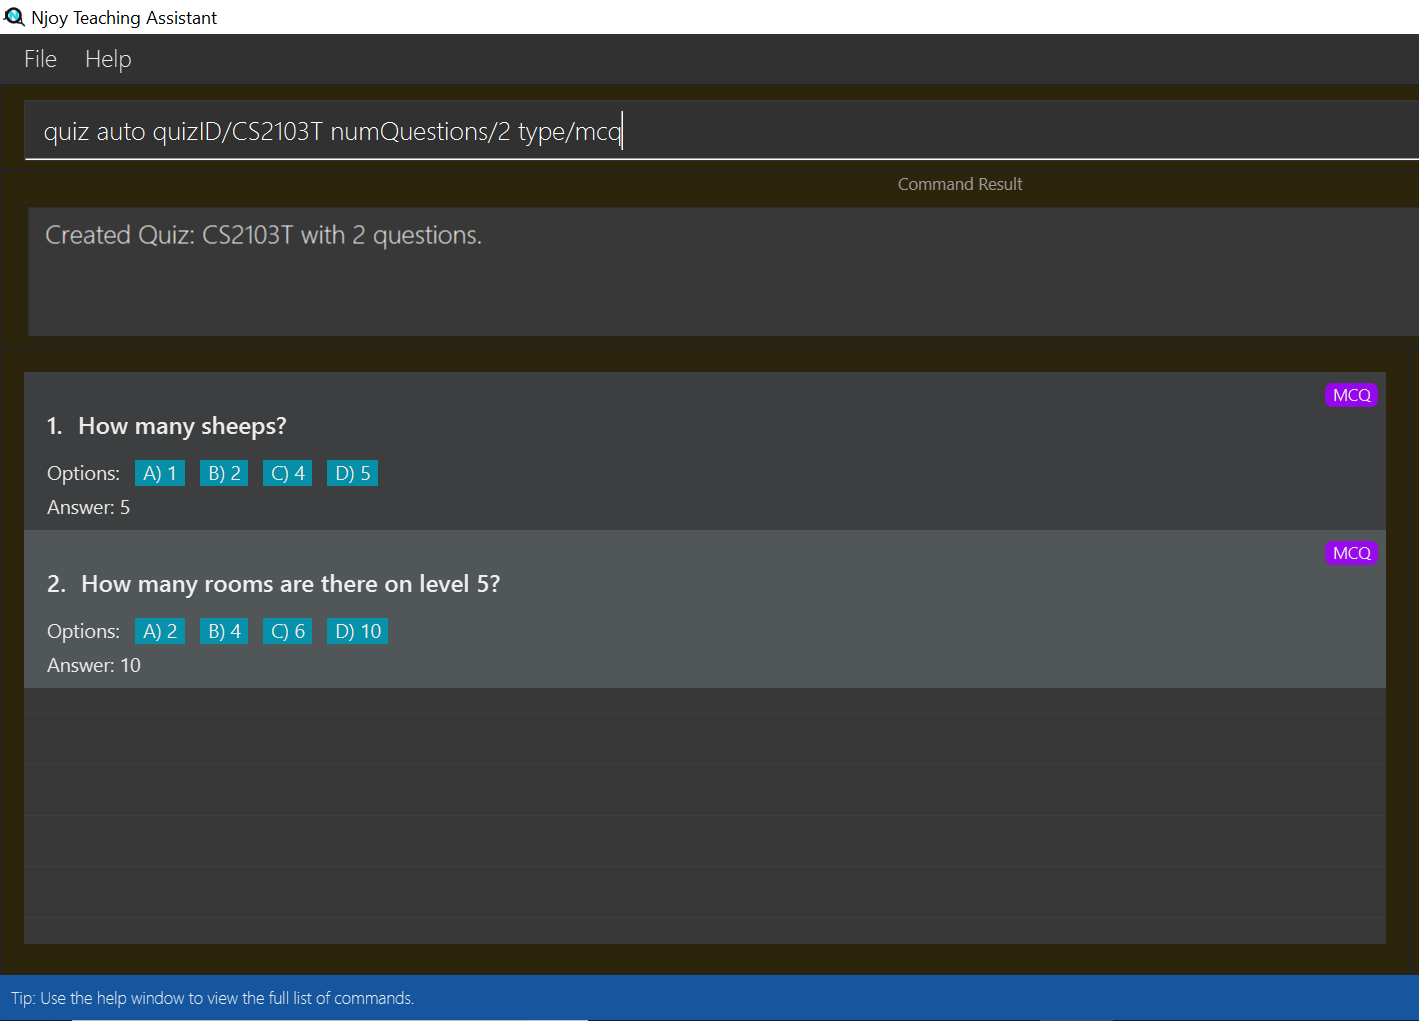 Njoy Teaching Assistant
File Help
quiz auto quizID/CS2103T numQuestions/2 type/mcq
Command Result
Created Quiz: CS2103T with 2 questions.
MCQ
1. How many sheeps?
Options: A) 1 B) 2 C) 4 D) 5
Answer: 5
MCQ
2. How many rooms are there on level 5?
Options: A) 2 B) 4 C) 6 D) 10
Answer: 10
Tip: Use the help window to view the full list of commands.